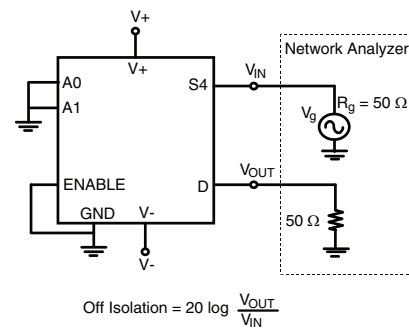 V+
Network Analyzer
V+
A0
S4
VIN
A1
Vg
Rg = 50 Ω
ENABLE
D
VOUT
GND
V-
50 Ω
V-
Off Isolation = 20 log VOUT
VIN